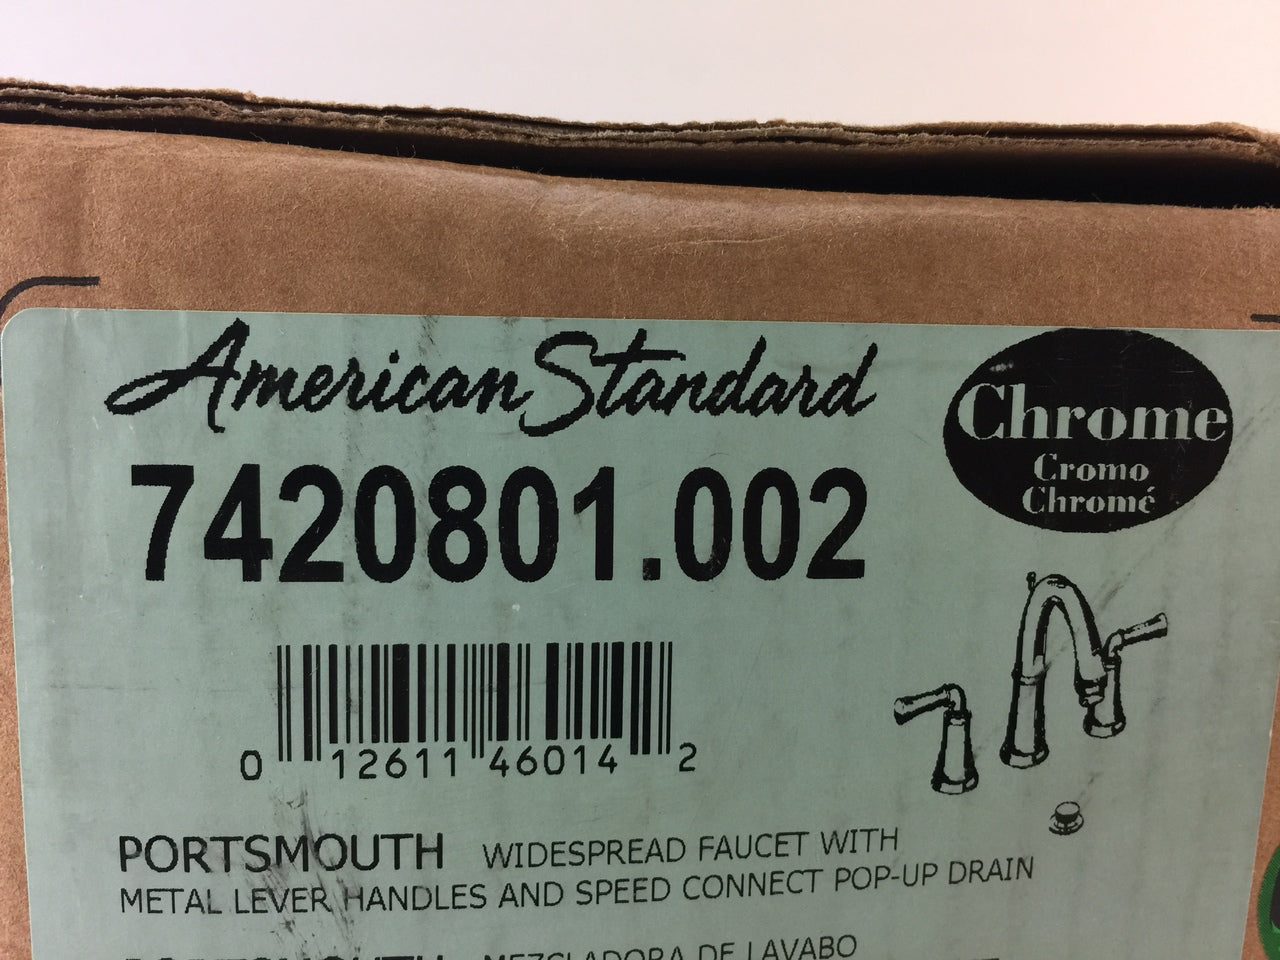 American Standard
Chrome
Cromo
Chromé
7420801.002
0 12611 46014 2
PORTSMOUTH WIDESPREAD FAUCET WITH
METAL LEVER HANDLES AND SPEED CONNECT POP-UP DRAIN
PORTSMOUTH MEZCLADORA DE LAVABO